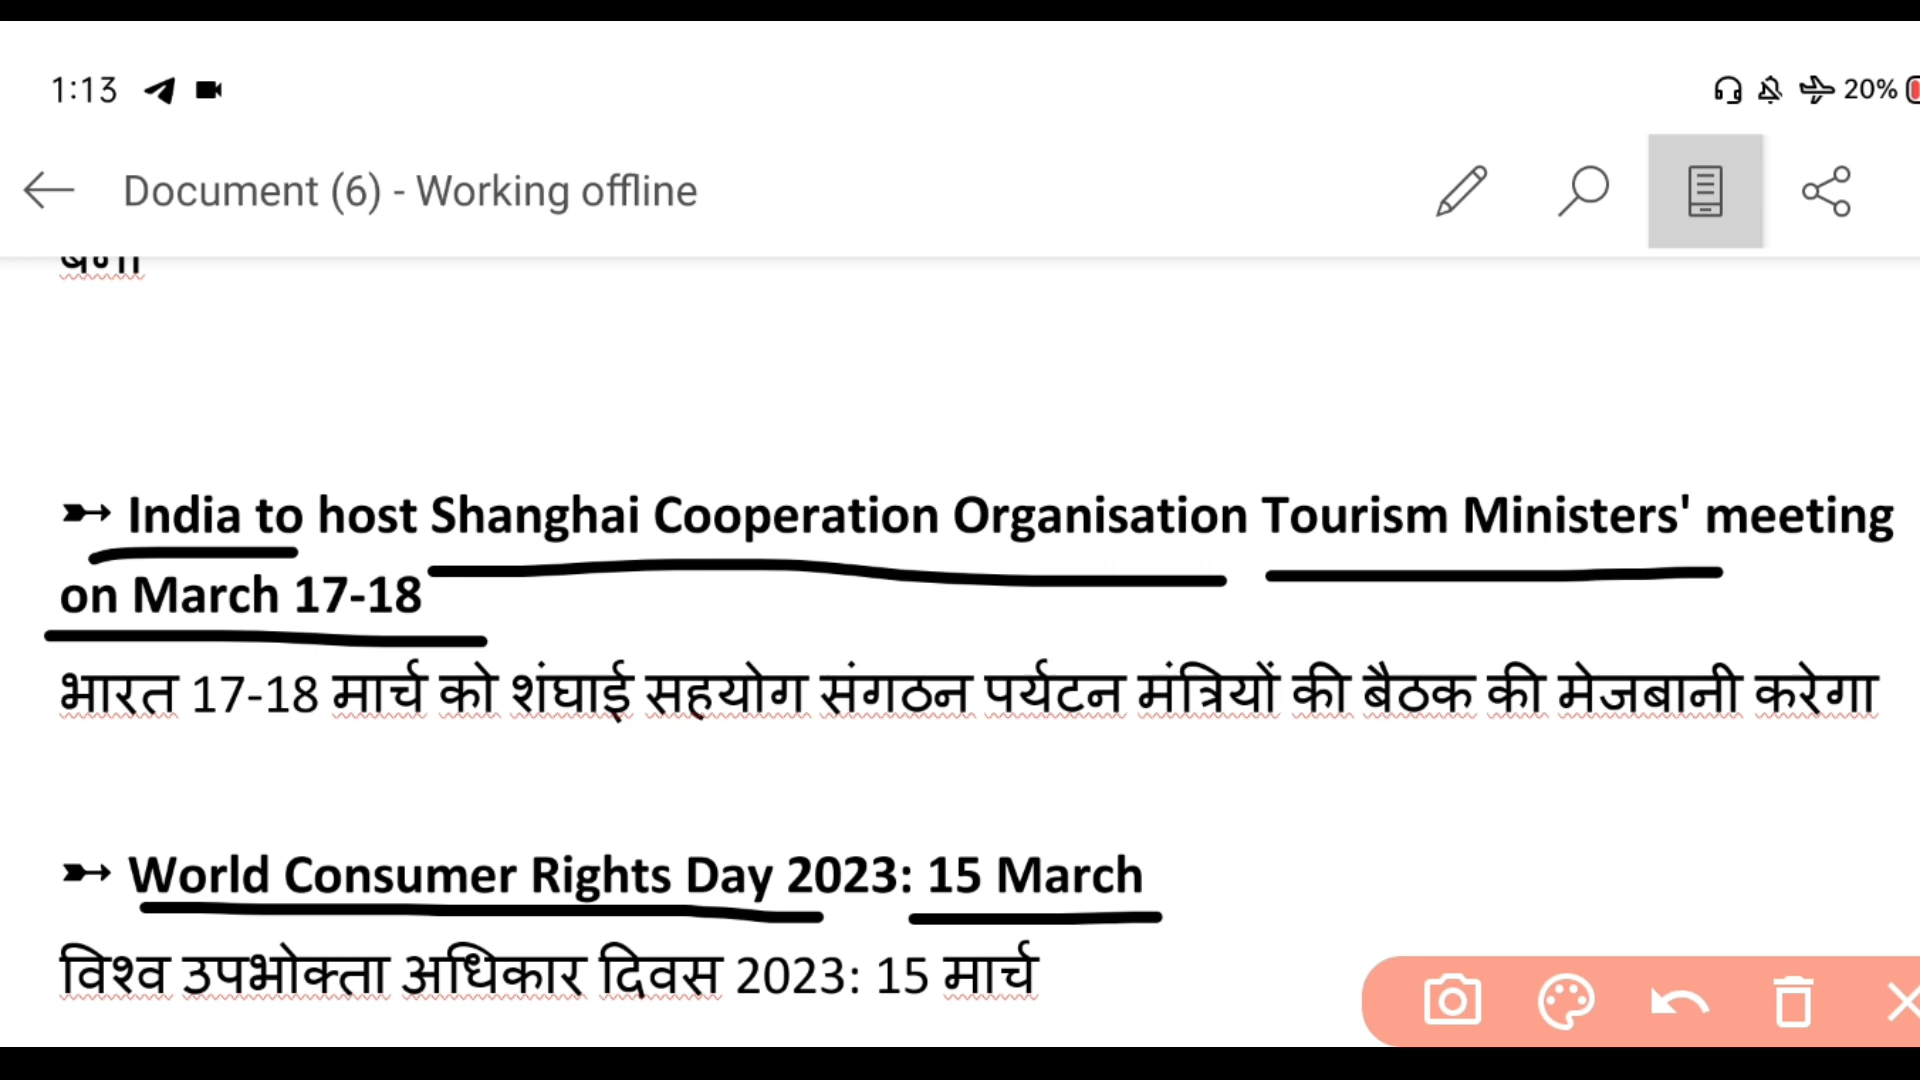 1:13
20%
Document (6) - Working offline
➳ India to host Shanghai Cooperation Organisation Tourism Ministers' meeting
on March 17-18
भारत 17-18 मार्च को शंघाई सहयोग संगठन पर्यटन मंत्रियों की बैठक की मेजबानी करेगा
➳ World Consumer Rights Day 2023: 15 March
विश्व उपभोक्ता अधिकार दिवस 2023: 15 मार्च